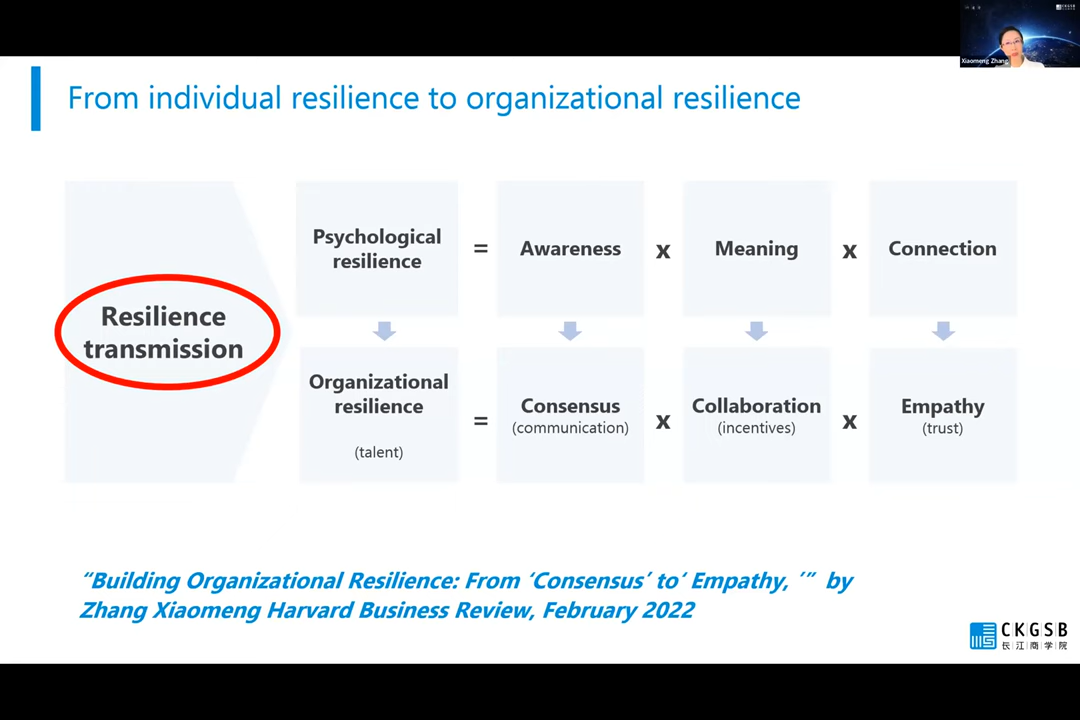 From individual resilience to organizational resilience
Xiaomeng Zhang
Resilience
transmission
Psychological
resilience
=
Awareness
x
Meaning
x
Connection
Organizational
resilience
(talent)
=
Consensus
(communication)
x
Collaboration
(incentives)
x
Empathy
(trust)
“Building Organizational Resilience: From ‘Consensus’ to‘ Empathy, ’” by
Zhang Xiaomeng Harvard Business Review, February 2022
CKGSB
长江商学院